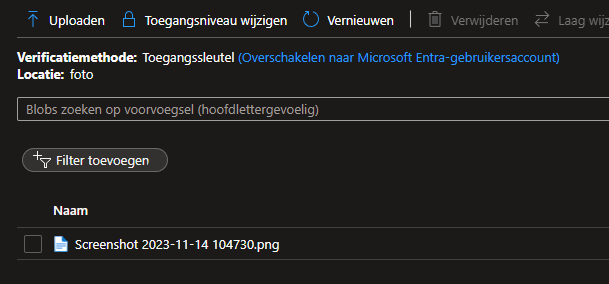 Uploaden Toegangsniveau wijzigen Vernieuwen Verwijderen Laag wijz
Verificatiemethode: Toegangssleutel (Overschakelen naar Microsoft Entra-gebruikersaccount)
Locatie: foto
Blobs zoeken op voorvoegsel (hoofdlettergevoelig)
Filter toevoegen
Naam
Screenshot 2023-11-14 104730.png